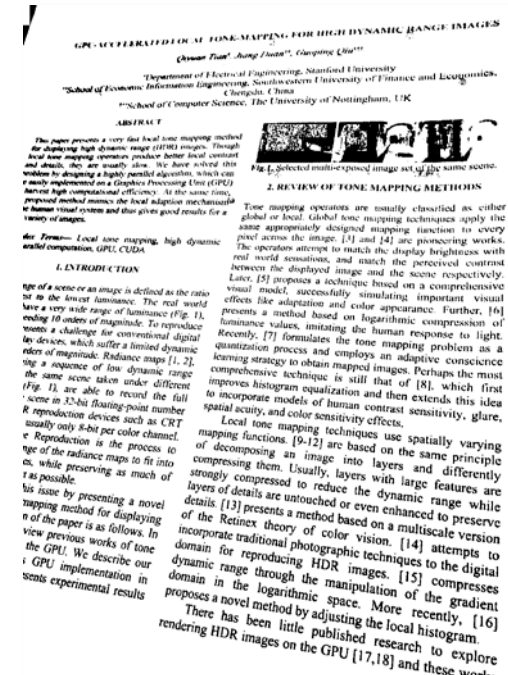 GPU-ACCELERATED LOCAL TONE-MAPPING FOR HIGH DYNAMIC RANGE IMAGES
Qiyuan Tian, Jiang Duan, Guoping Qiu
Department of Electrical Engineering, Stanford University
School of Economic Information Engineering, Southwestern University of Finance and Economics,
Chengdu, China
School of Computer Science, The University of Nottingham, UK
ABSTRACT
This paper presents a very fast local tone mapping method
for displaying high dynamic range (HDR) images. Though
local tone mapping operators produce better local contrast
and details, they are usually slow. We have solved this
problem by designing a highly parallel algorithm, which can
easily implemented on a Graphics Processing Unit (GPU)
harvest high computational efficiency. At the same time,
proposed method mimics the local adaption mechanism
human visual system and thus gives good results for a
variety of images.
Terms— Local tone mapping, high dynamic
parallel computation, GPU, CUDA
1. INTRODUCTION
of a scene or an image is defined as the ratio
to the lowest luminance. The real world
have a very wide range of luminance (Fig. 1),
10 orders of magnitude. To reproduce
a challenge for conventional digital
devices, which suffer a limited dynamic
orders of magnitude. Radiance maps [1, 2],
a sequence of low dynamic range
the same scene taken under different
(Fig. 1), are able to record the full
scene in 32-bit floating-point number
reproduction devices such as CRT
usually only 8-bit per color channel.
Reproduction is the process to
of the radiance maps to fit into
while preserving as much of
as possible.
this issue by presenting a novel
mapping method for displaying
of the paper is as follows. In
previous works of tone
the GPU. We describe our
GPU implementation in
experimental results
Fig.1. Selected multi-exposed image set of the same scene.
2. REVIEW OF TONE MAPPING METHODS
Tone mapping operators are usually classified as either
global or local. Global tone mapping techniques apply the
same appropriately designed mapping function to every
pixel across the image. [3] and [4] are pioneering works.
The operators attempt to match the display brightness with
real world sensations, and match the perceived contrast
between the displayed image and the scene respectively.
Later, [5] proposes a technique based on a comprehensive
visual model, successfully simulating important visual
effects like adaptation and color appearance. Further, [6]
presents a method based on logarithmic compression of
luminance values, imitating the human response to light.
Recently, [7] formulates the tone mapping problem as a
quantization process and employs an adaptive conscience
learning strategy to obtain mapped images. Perhaps the most
comprehensive technique is still that of [8], which first
improves histogram equalization and then extends this idea
to incorporate models of human contrast sensitivity, glare,
spatial acuity, and color sensitivity effects.
Local tone mapping techniques use spatially varying
mapping functions. [9-12] are based on the same principle
of decomposing an image into layers and differently
compressing them. Usually, layers with large features are
strongly compressed to reduce the dynamic range while
layers of details are untouched or even enhanced to preserve
details. [13] presents a method based on a multiscale version
of the Retinex theory of color vision. [14] attempts to
incorporate traditional photographic techniques to the digital
domain for reproducing HDR images. [15] compresses
dynamic range through the manipulation of the gradient
domain in the logarithmic space. More recently, [16]
proposes a novel method by adjusting the local histogram.
There has been little published research to explore
rendering HDR images on the GPU [17,18] and these